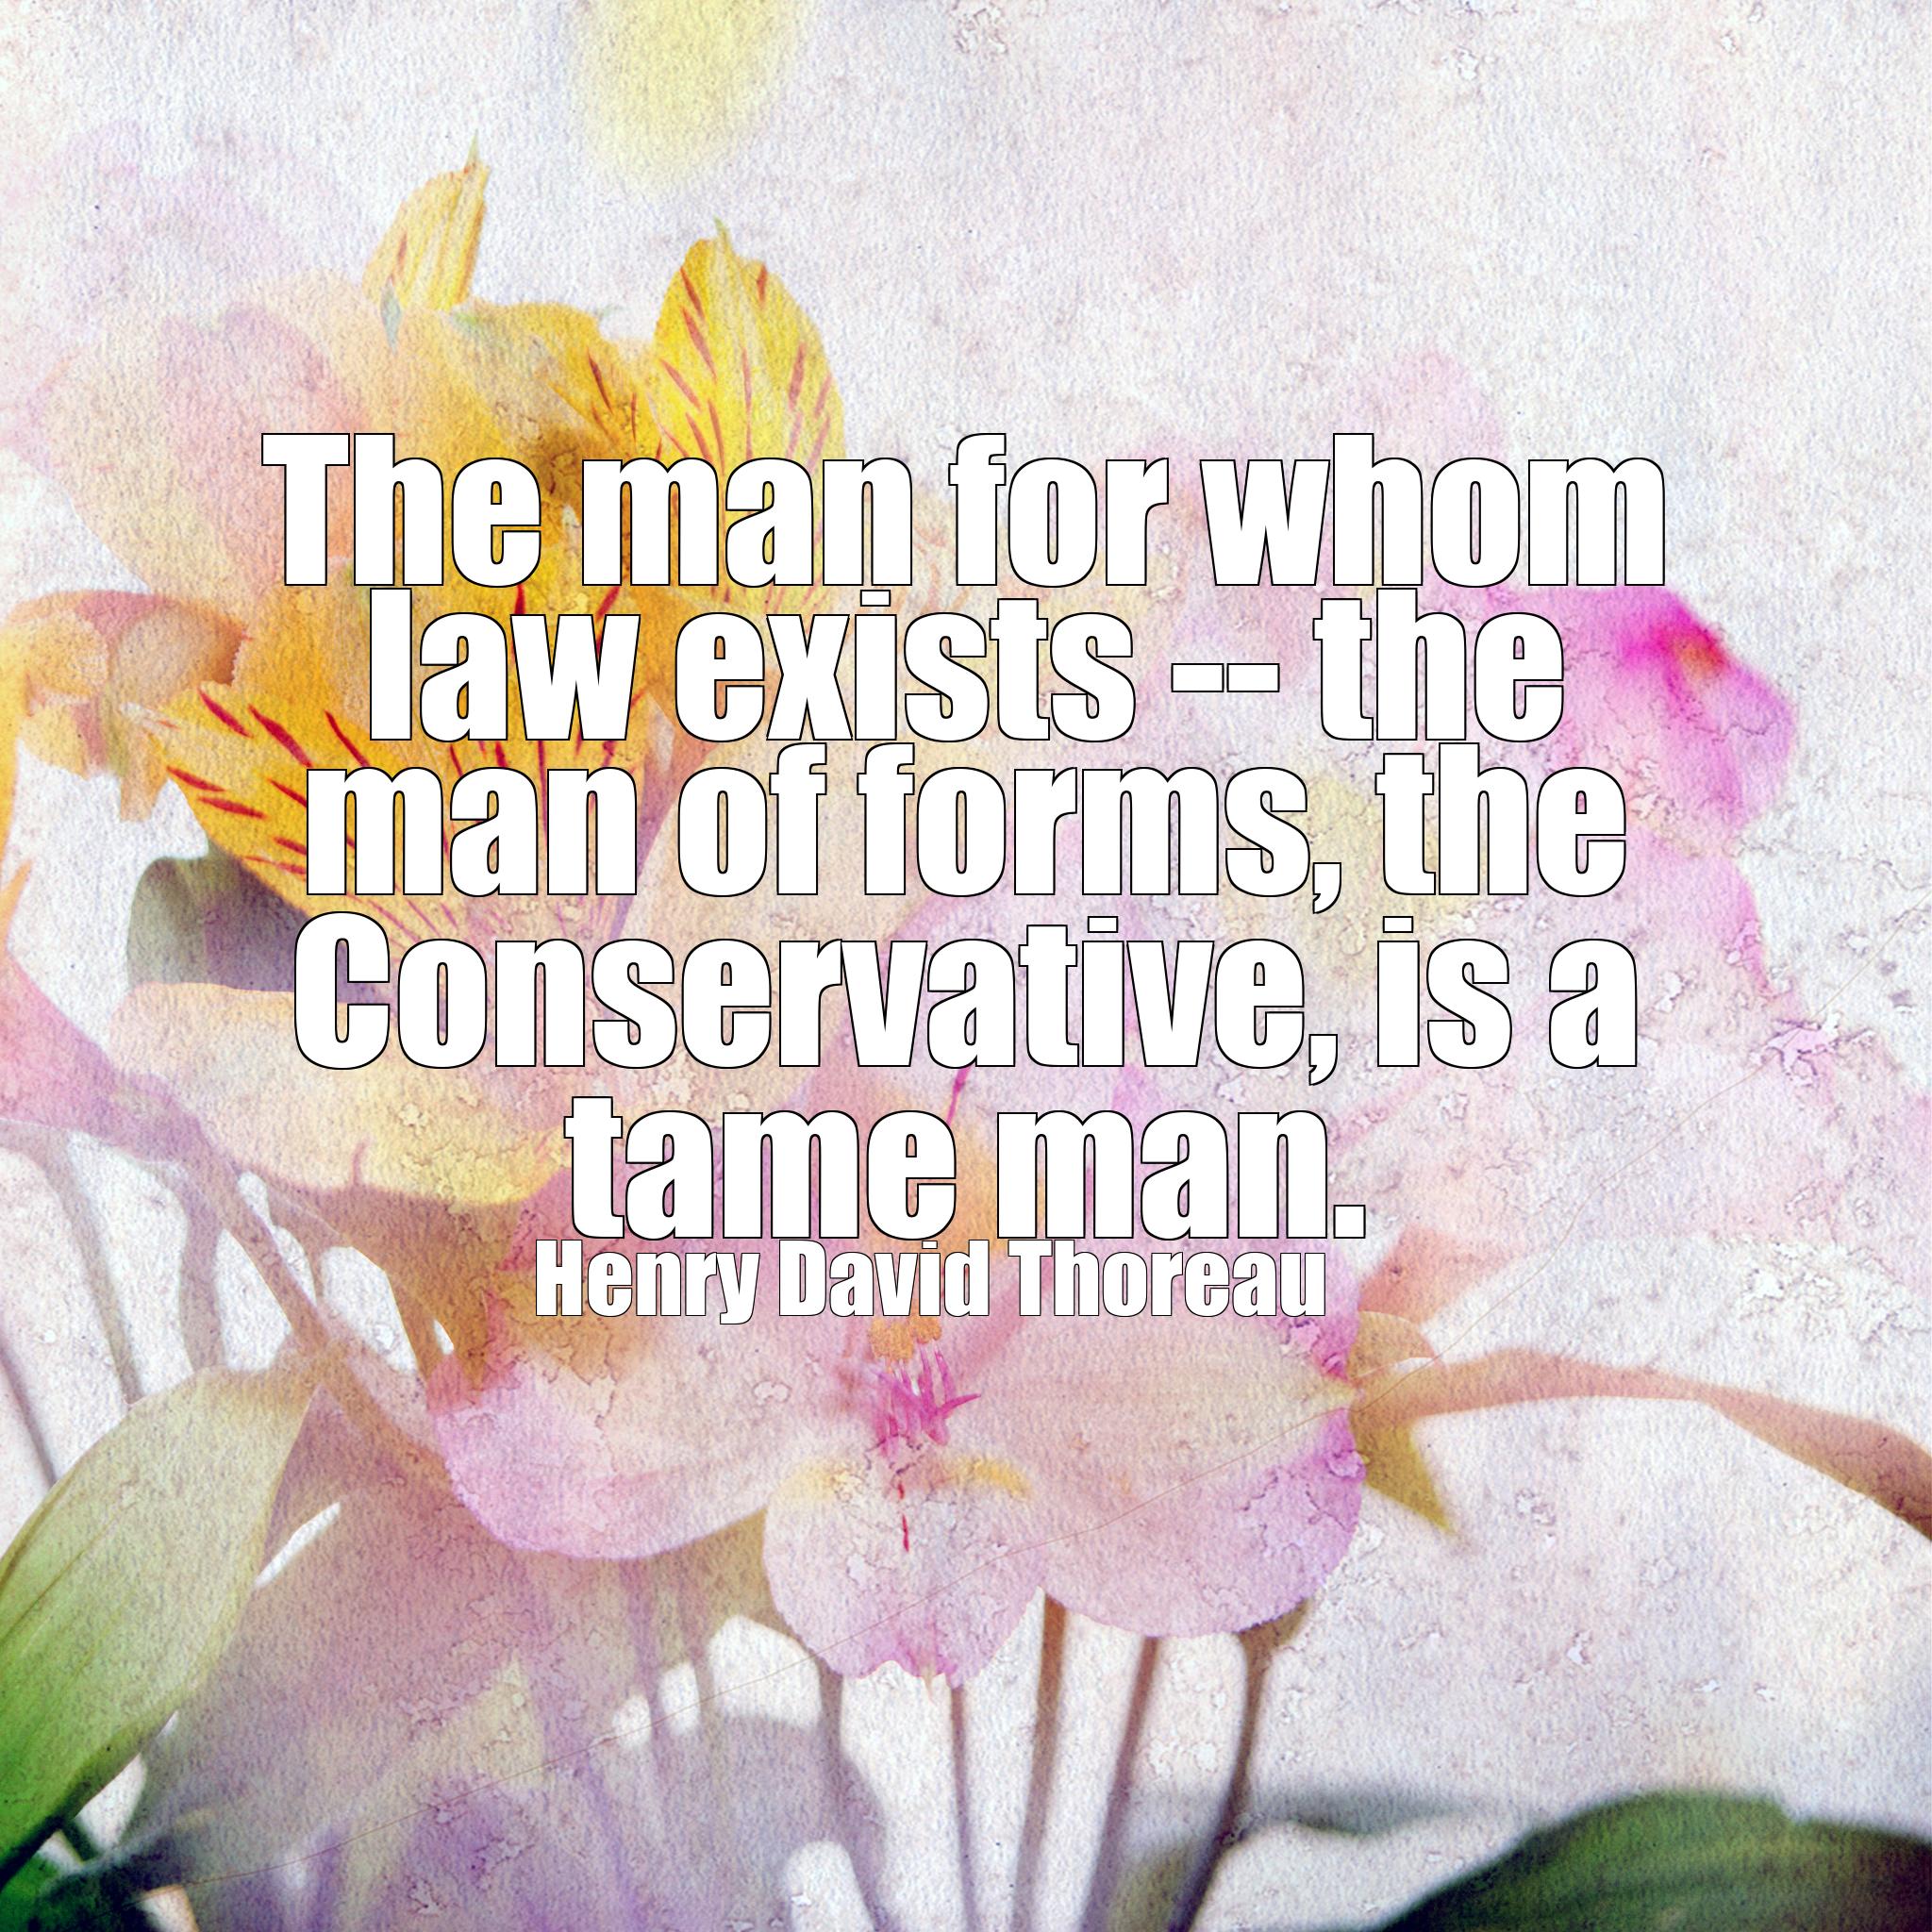 The man for whom
law exists -- the
man of forms, the
Conservative, is a
tame man.
Henry David Thoreau